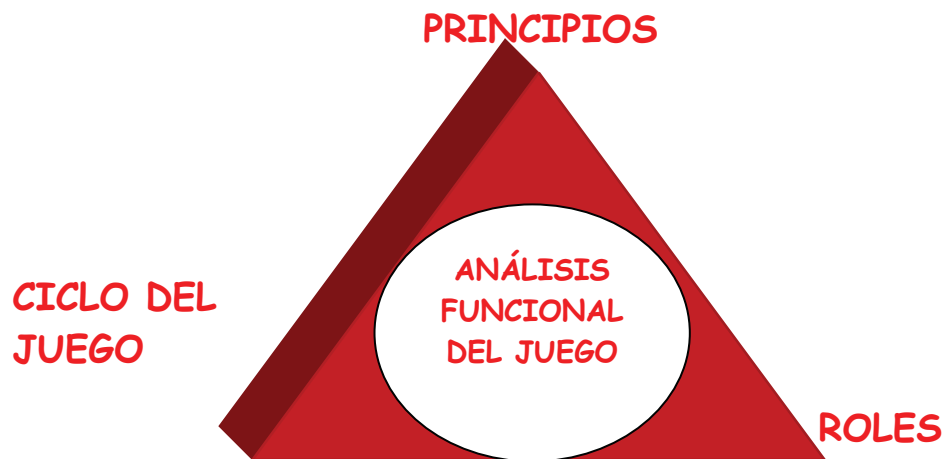 PRINCIPIOS
ANÁLISIS
FUNCIONAL
DEL JUEGO
CICLO DEL
JUEGO
ROLES